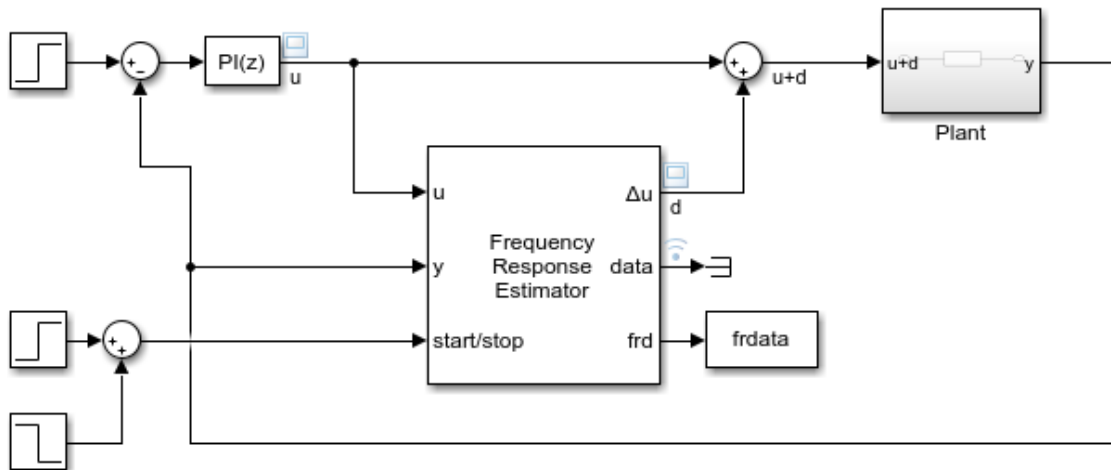 +
−
PI(z)
u
+
+
u+d
u+d
y
Plant
u
Δu
d
Frequency
Response
Estimator
y
data
start/stop
frd
frdata
+
+